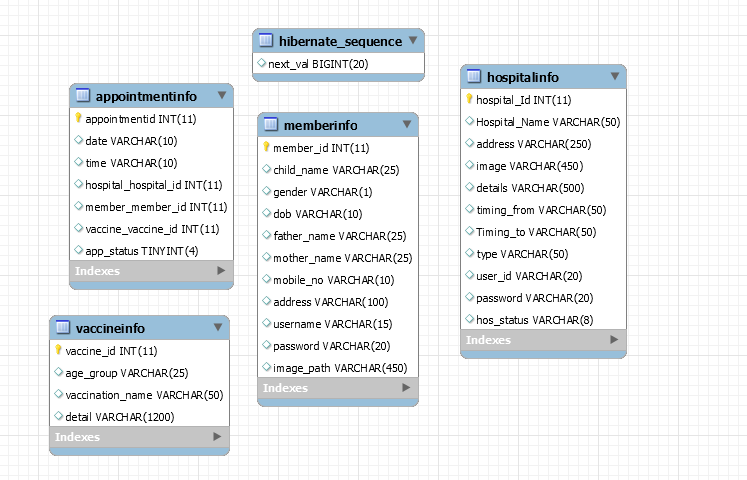 hibernate_sequence
next_val BIGINT(20)
appointmentinfo
appointmentid INT(11)
date VARCHAR(10)
time VARCHAR(10)
hospital_hospital_id INT(11)
member_member_id INT(11)
vaccine_vaccine_id INT(11)
app_status TINYINT(4)
Indexes
memberinfo
member_id INT(11)
child_name VARCHAR(25)
gender VARCHAR(1)
dob VARCHAR(10)
father_name VARCHAR(25)
mother_name VARCHAR(25)
mobile_no VARCHAR(10)
address VARCHAR(100)
username VARCHAR(15)
password VARCHAR(20)
image_path VARCHAR(450)
Indexes
hospitalinfo
hospital_Id INT(11)
Hospital_Name VARCHAR(50)
address VARCHAR(250)
image VARCHAR(450)
details VARCHAR(500)
timing_from VARCHAR(50)
Timing_to VARCHAR(50)
type VARCHAR(50)
user_id VARCHAR(20)
password VARCHAR(20)
hos_status VARCHAR(8)
Indexes
vaccineinfo
vaccine_id INT(11)
age_group VARCHAR(25)
vaccination_name VARCHAR(50)
detail VARCHAR(1200)
Indexes